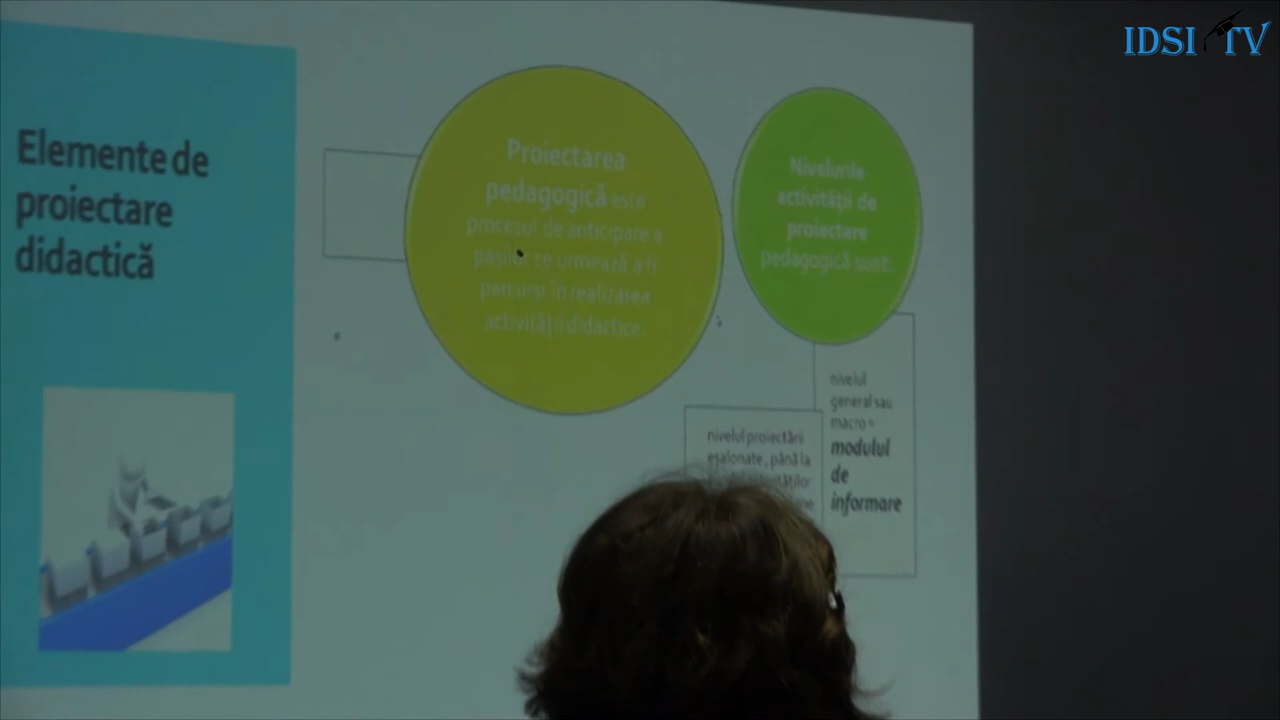 IDSI TV
Elemente de
proiectare
didactică
Proiectarea
pedagogică este
procesul de anticipare a
pașilor ce urmează a fi
parcurși în realizarea
activității didactice.
Nivelurile
activității de
proiectare
pedagogică sunt:
nivelul proiectării
eșalonate, până la
nivelul
general sau
macro =
modulul
de
informare